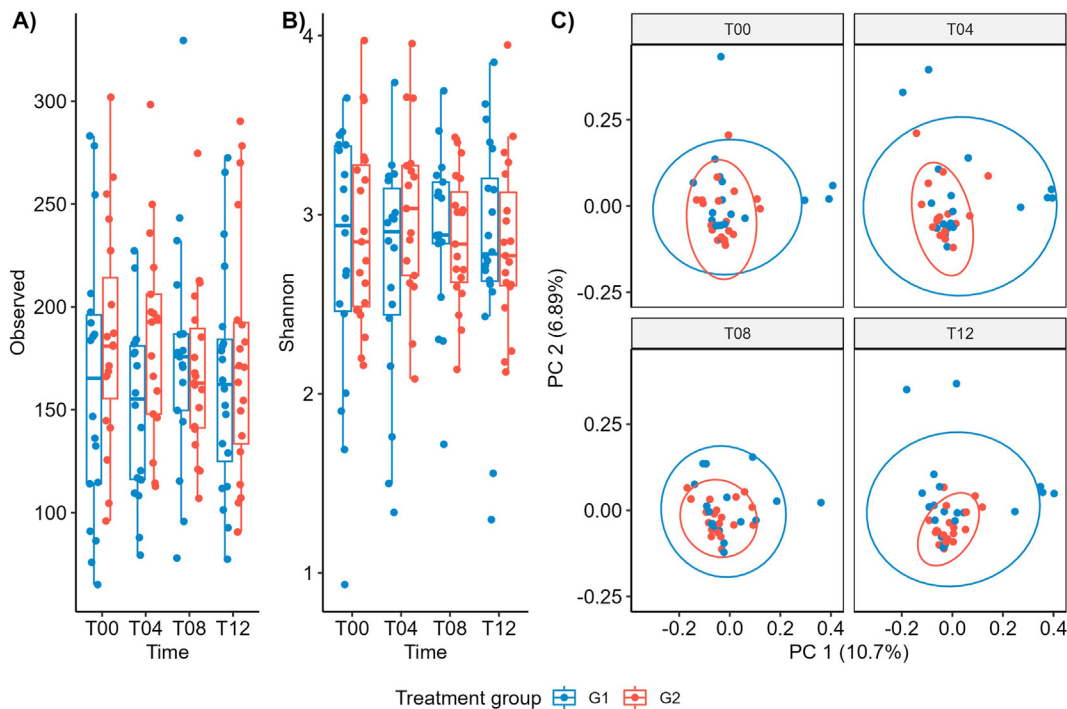 A)
Observed
300
250
200
150
100
T00 T04 T08 T12
Time
B)
Shannon
4
3
2
1
T00 T04 T08 T12
Time
C)
T00 T04
PC 2 (6.89%)
0.25
0.00
-0.25
T08 T12
0.25
0.00
-0.25
-0.2 0.0 0.2 0.4 -0.2 0.0 0.2 0.4
PC 1 (10.7%)
Treatment group G1 G2